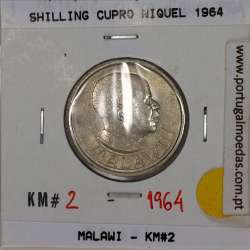 SHILLING CUPRO NIQUEL 1964
MALAWI
KM# 2 - 1964
MALAWI - KM#2
www.portugalmoedas.com.pt